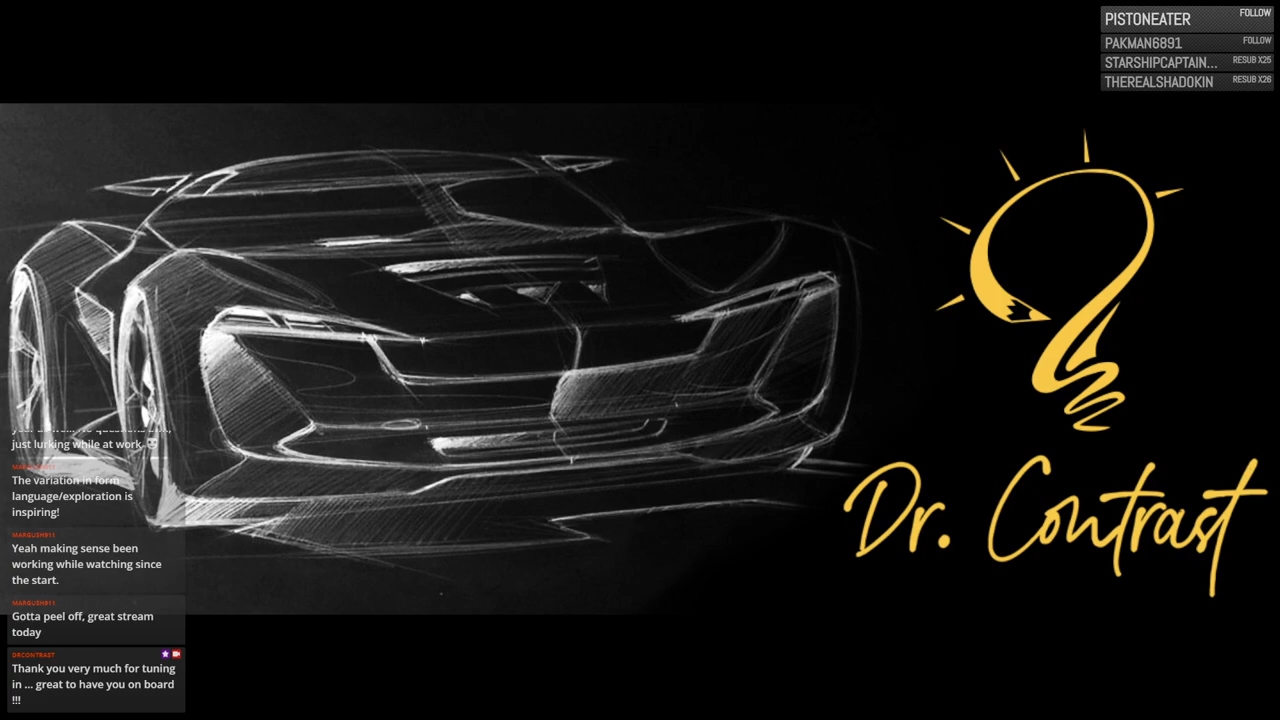 PISTONEATER FOLLOW
PAKMAN6891 FOLLOW
STARSHIPCAPTAIN... RESUB X25
THEREALSHADOKIN RESUB X26
Dr. Contrast
just lurking while at work
The variation in form
language/exploration is
inspiring!
MARGUSH911
Yeah making sense been
working while watching since
the start.
MARGUSH911
Gotta peel off, great stream
today
DRCONTRAST
Thank you very much for tuning
in ... great to have you on board
!!!